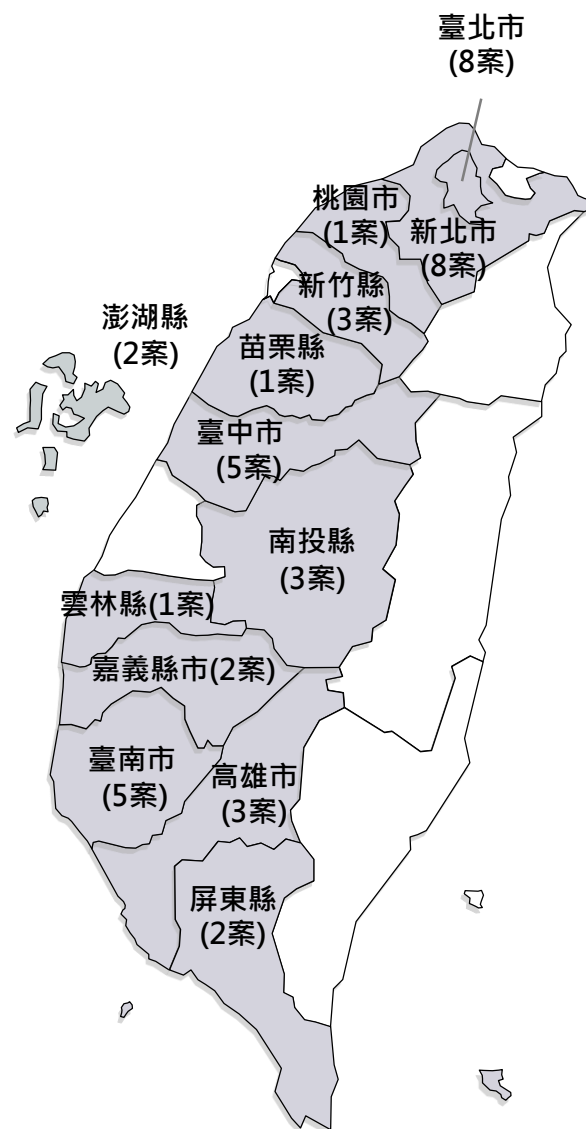 臺北市
(8案)
桃園市
(1案)
新北市
(8案)
新竹縣
(3案)
澎湖縣
(2案)
苗栗縣
(1案)
臺中市
(5案)
南投縣
(3案)
雲林縣(1案)
嘉義縣市(2案)
臺南市
(5案)
高雄市
(3案)
屏東縣
(2案)